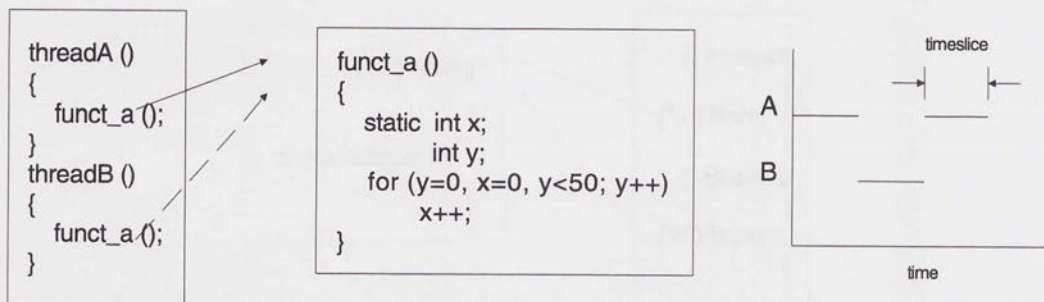 threadA ()
{
funct_a ();
}
threadB ()
{
funct_a ();
}
funct_a ()
{
static int x;
int y;
for (y=0, x=0, y<50; y++)
x++;
}
timeslice
A
B
time